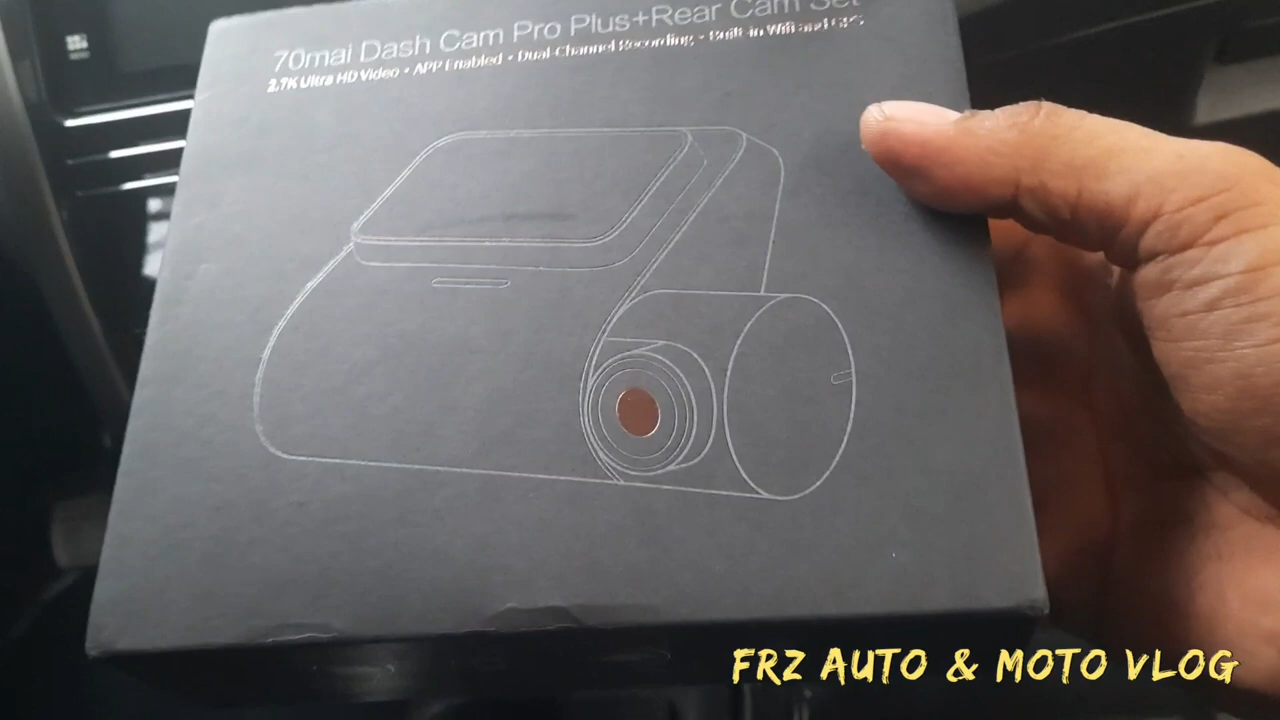 70mai Dash Cam Pro Plus+Rear Cam Set
2.7K Ultra HD Video • APP Enabled • Dual-Channel Recording • Built-in Wifi and GPS
FRZ AUTO & MOTO VLOG